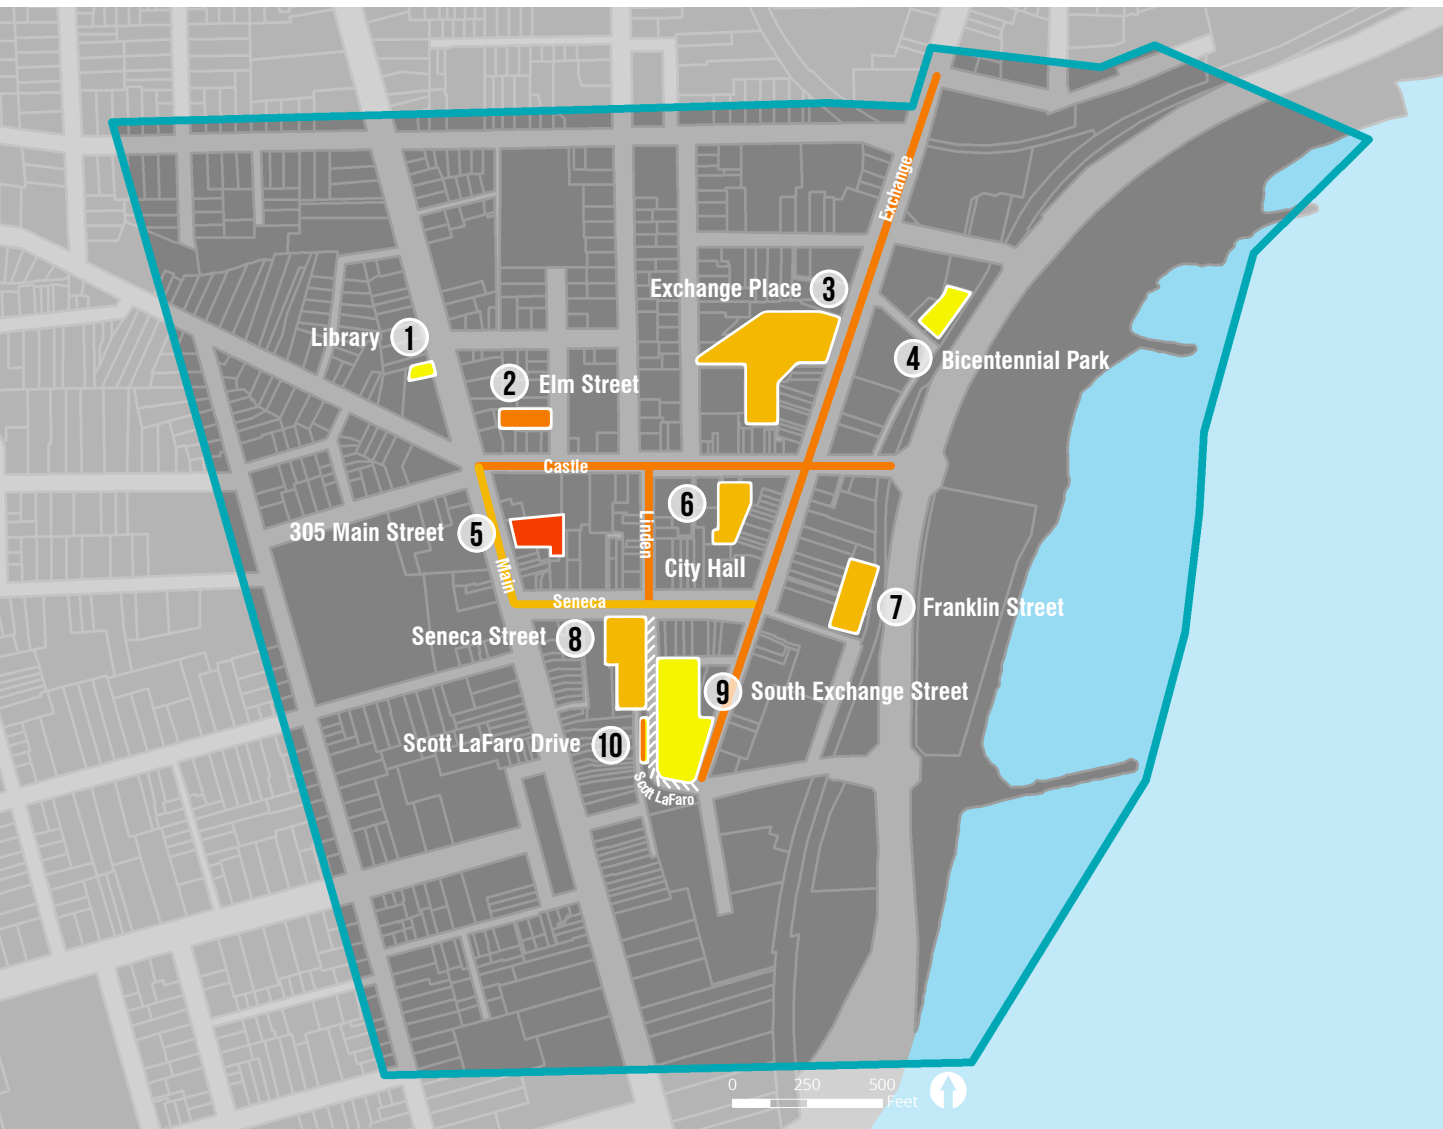 Exchange
Exchange Place 3
Library 1
4 Bicentennial Park
2 Elm Street
Castle
6
Linden
305 Main Street 5
City Hall
Main
Seneca
7 Franklin Street
Seneca Street 8
9 South Exchange Street
Scott LaFaro Drive 10
Scott LaFaro
0 250 500
Feet